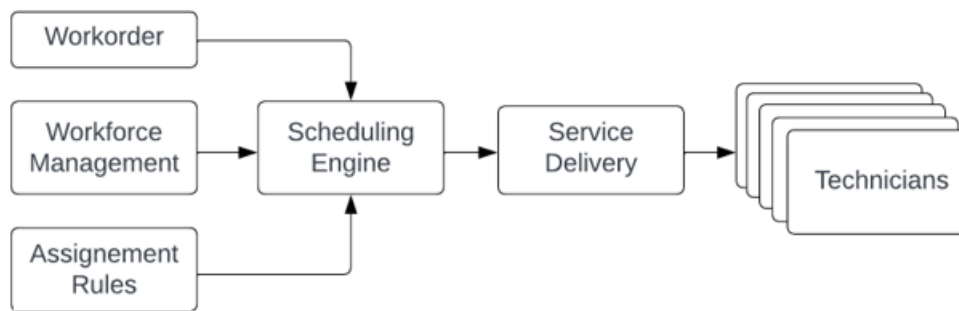 Workorder
Workforce
Management
Scheduling
Engine
Service
Delivery
Technicians
Assignement
Rules